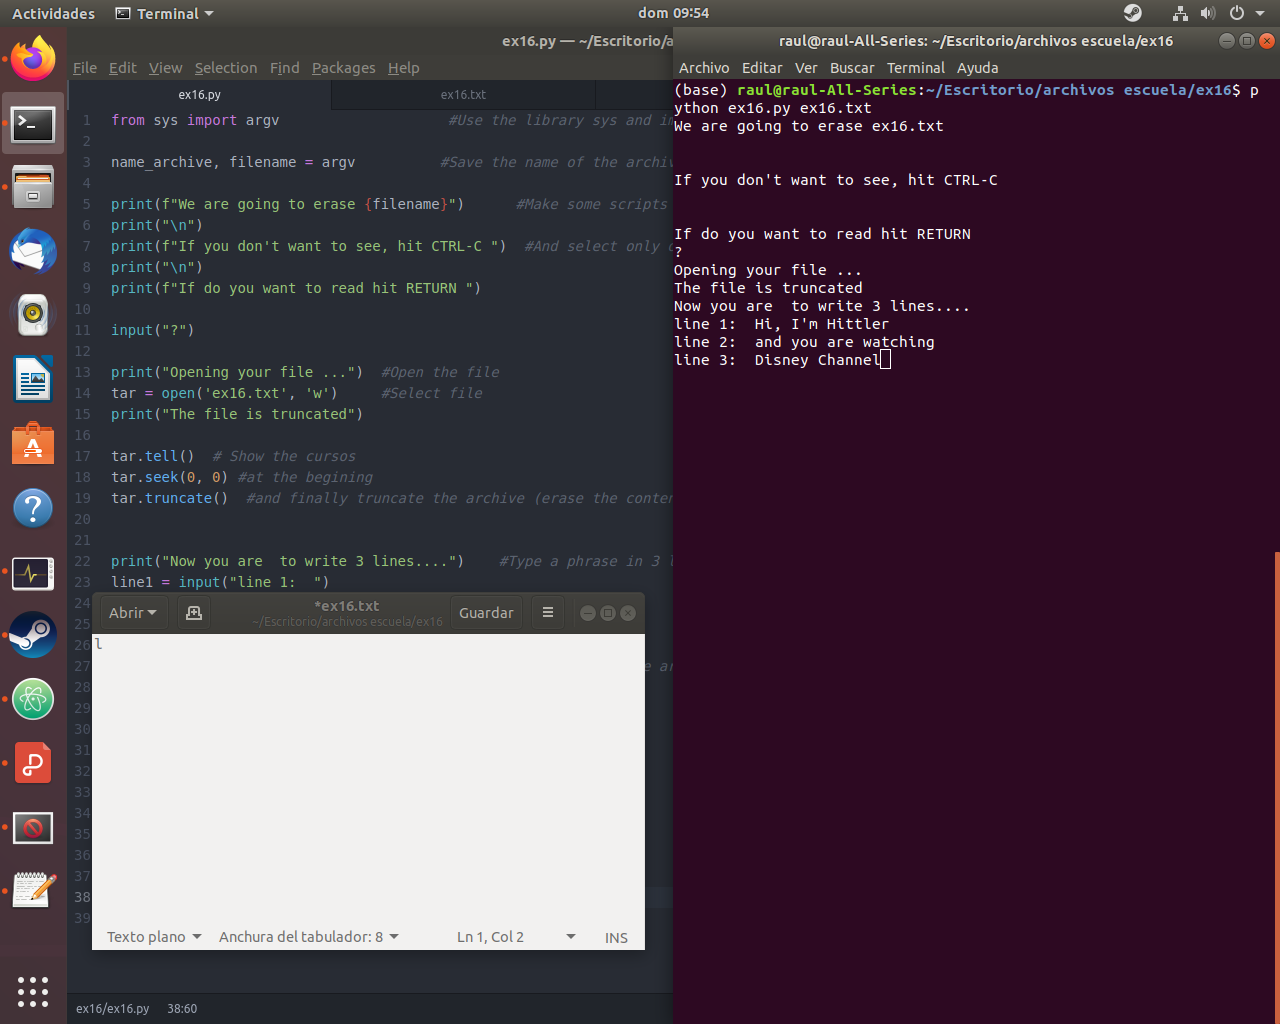 Actividades
Terminal
dom 09:54
ex16.py — ~/Escritorio/a
File Edit View Selection Find Packages Help
ex16.py
ex16.txt
1 from sys import argv #Use the library sys and im
2
3 name_archive, filename = argv #Save the name of the archiv
4
5 print(f"We are going to erase {filename}") #Make some scripts
6 print("\n")
7 print(f"If you don't want to see, hit CTRL-C ") #And select only o
8 print("\n")
9 print(f"If do you want to read hit RETURN ")
10
11 input("?")
12
13 print("Opening your file ...") #Open the file
14 tar = open('ex16.txt', 'w') #Select file
15 print("The file is truncated")
16
17 tar.tell() # Show the cursos
18 tar.seek(0, 0) #at the begining
19 tar.truncate() #and finally truncate the archive (erase the conten
20
21
22 print("Now you are  to write 3 lines....") #Type a phrase in 3 l
23 line1 = input("line 1:  ")
24
25
26
27 e ar
28
29
30
31
32
33
34
35
36
37
38
39
Abrir
*ex16.txt
~/Escritorio/archivos escuela/ex16
Guardar
l
Texto plano
Anchura del tabulador: 8
Ln 1, Col 2
INS
ex16/ex16.py 38:60
raul@raul-All-Series: ~/Escritorio/archivos escuela/ex16
Archivo Editar Ver Buscar Terminal Ayuda
(base) raul@raul-All-Series:~/Escritorio/archivos escuela/ex16$ p
ython ex16.py ex16.txt
We are going to erase ex16.txt
If you don't want to see, hit CTRL-C
If do you want to read hit RETURN
?
Opening your file ...
The file is truncated
Now you are  to write 3 lines....
line 1:  Hi, I'm Hittler
line 2:  and you are watching
line 3:  Disney Channel